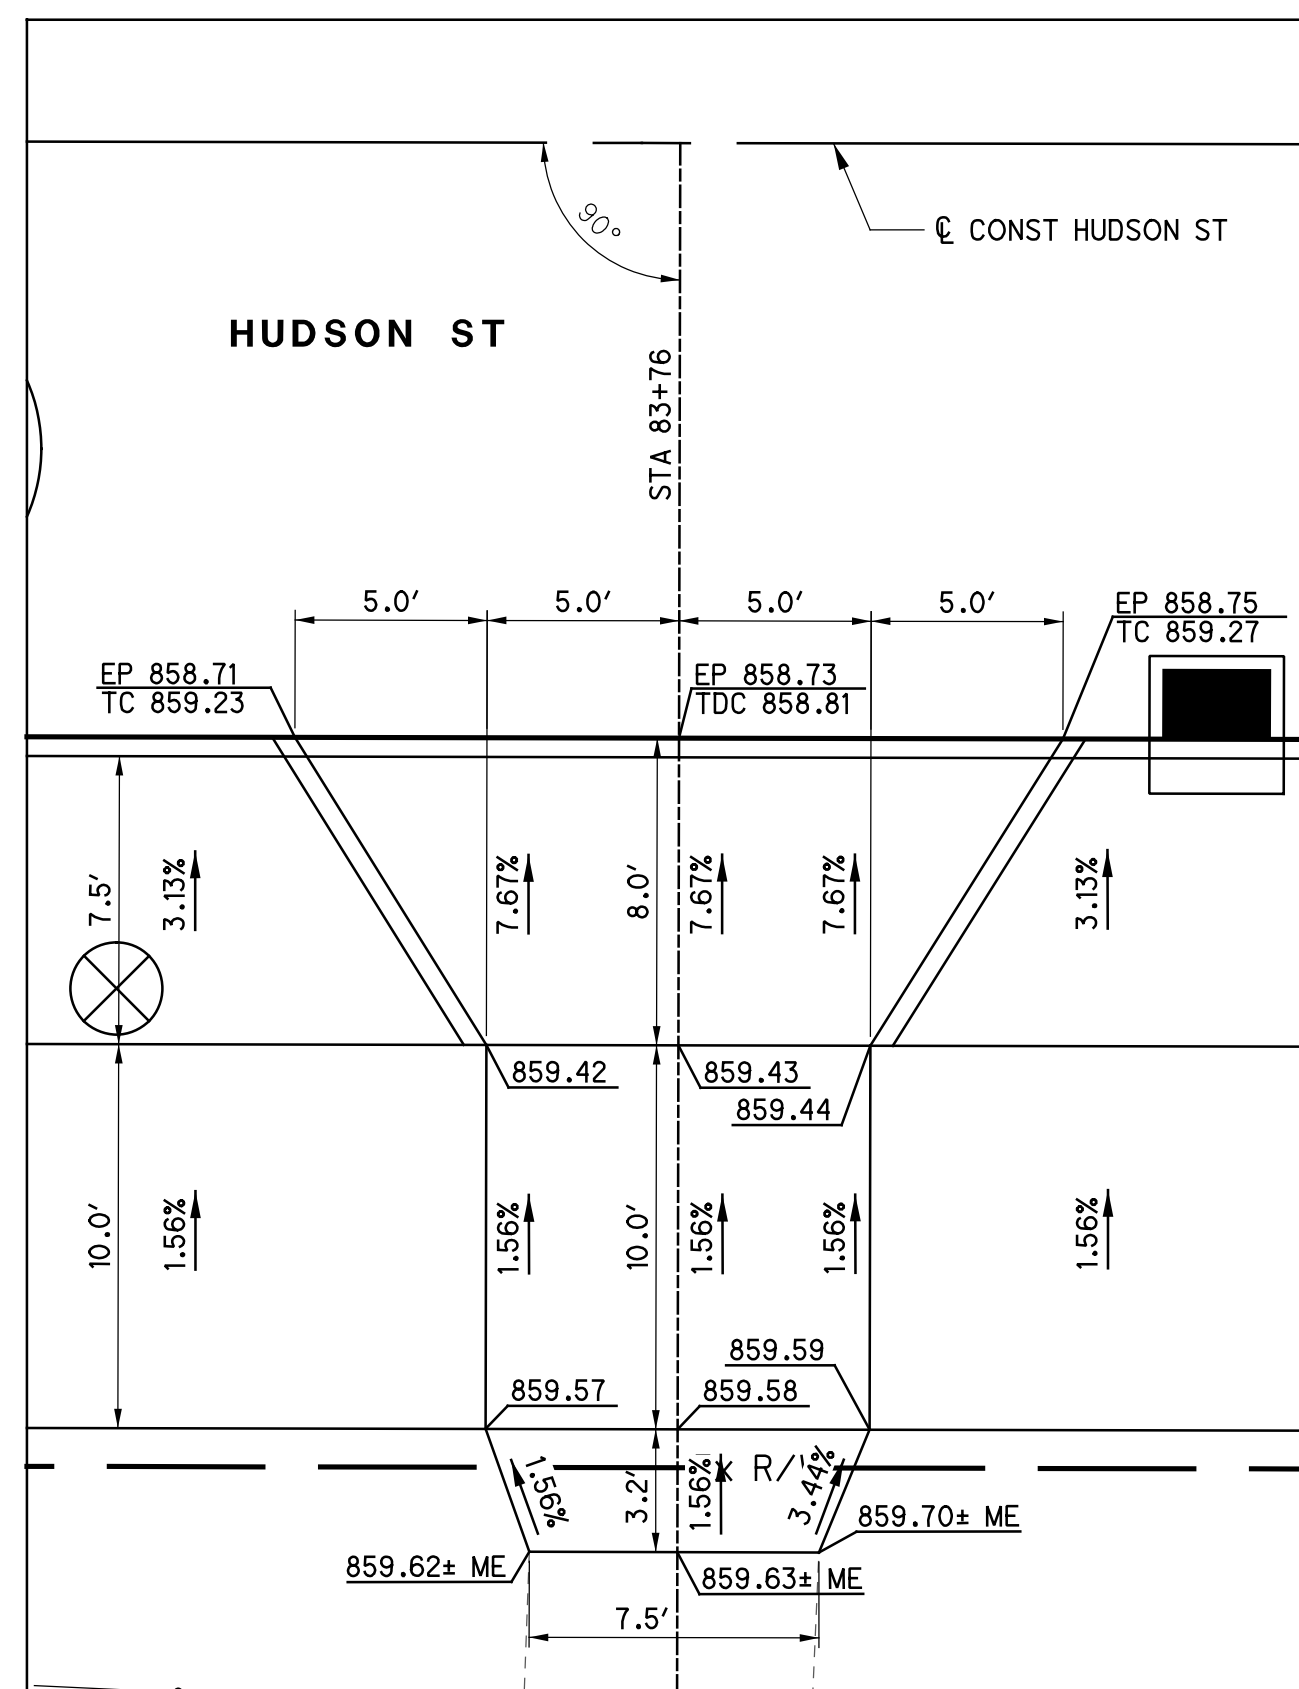 90°
℄ CONST HUDSON ST
HUDSON ST
STA 83+76
5.0'
5.0'
5.0'
5.0'
EP 858.75
TC 859.27
EP 858.71
TC 859.23
EP 858.73
TDC 858.81
7.5'
3.13%
7.67%
8.0'
7.67%
7.67%
3.13%
859.42
859.43
859.44
10.0'
1.56%
1.56%
10.0'
1.56%
1.56%
1.56%
859.59
859.57
859.58
1.56%
3.2'
1.56%
R/
3.44%
859.70± ME
859.62± ME
859.63± ME
7.5'